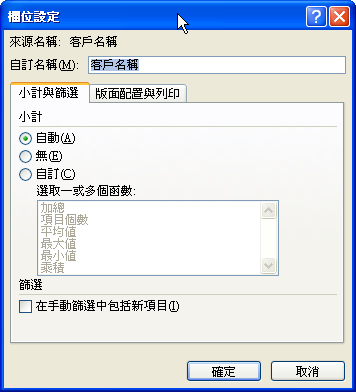 欄位設定
來源名稱: 客戶名稱
自訂名稱(M): 客戶名稱
小計與篩選 版面配置與列印
小計
自動(A)
無(E)
自訂(C)
選取一或多個函數:
加總
項目個數
平均值
最大值
最小值
乘積
篩選
在手動篩選中包括新項目(I)
確定 取消